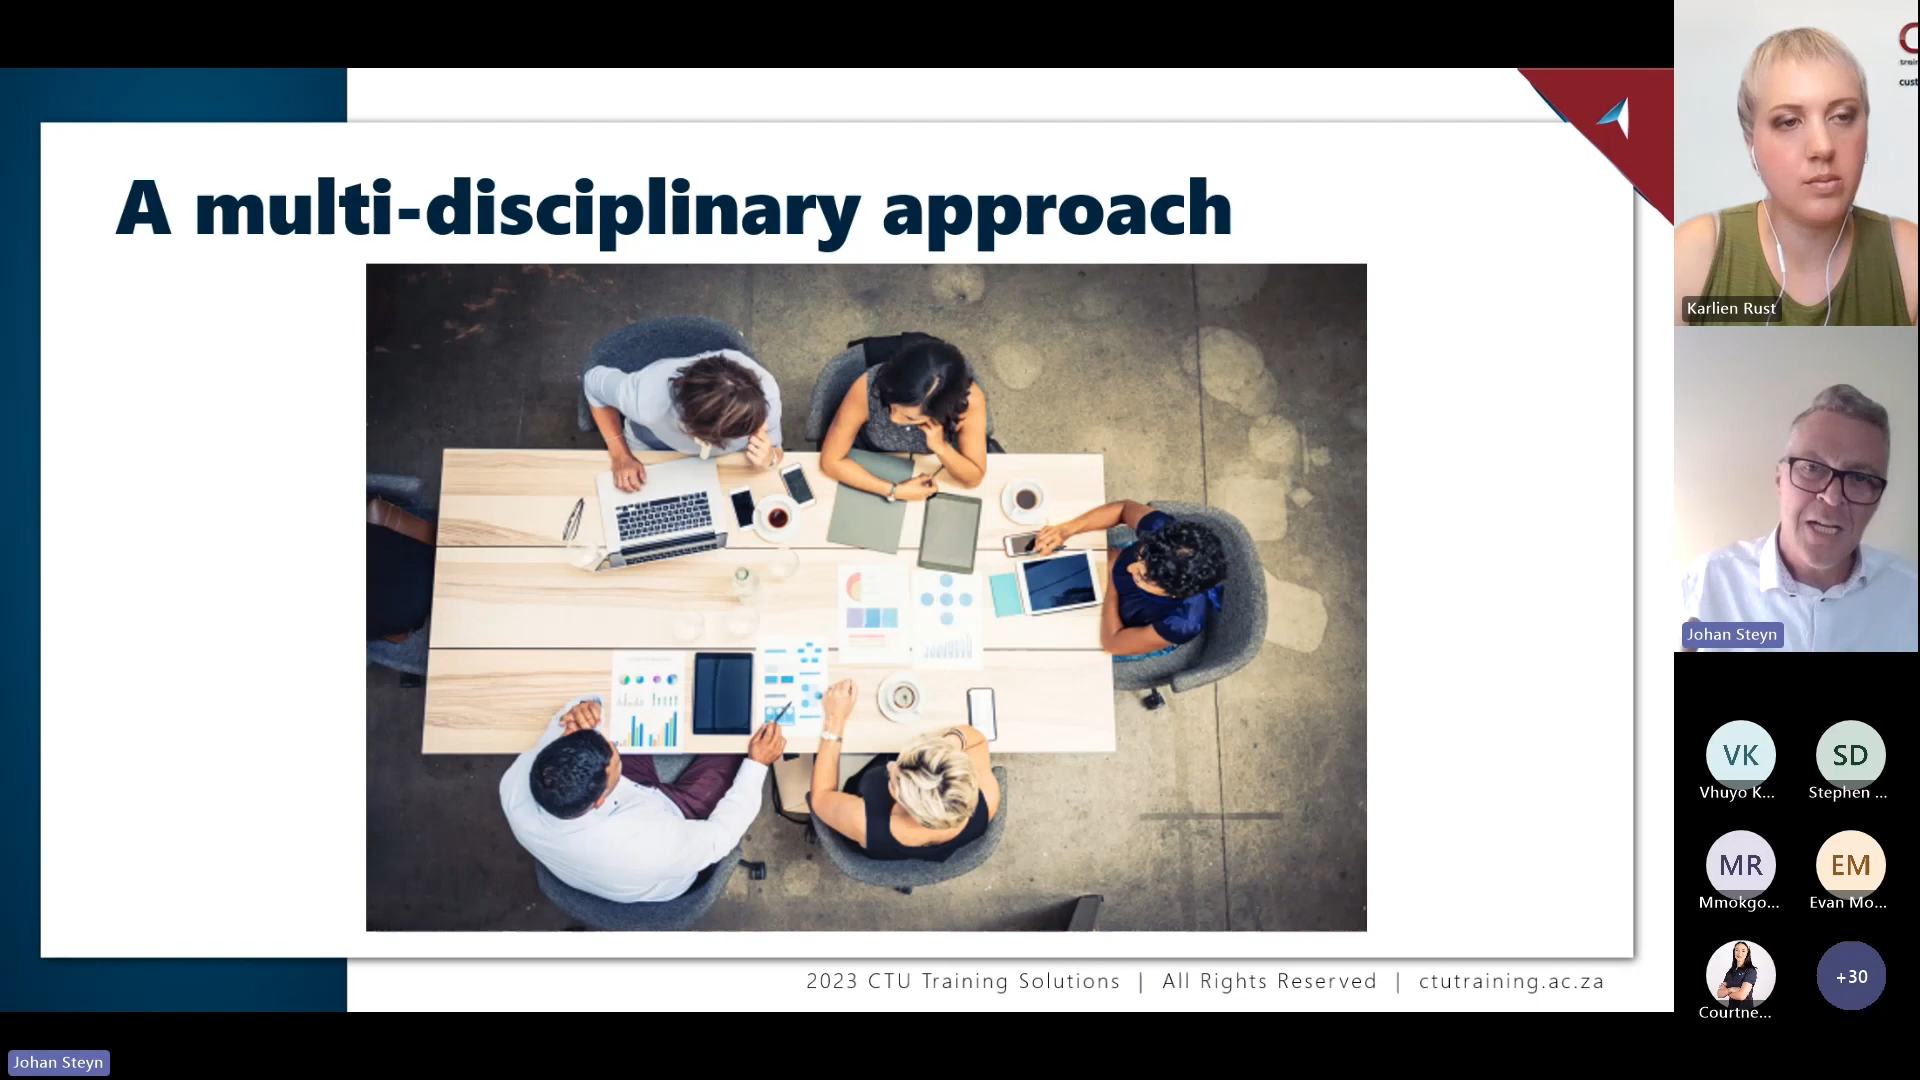 A multi-disciplinary approach
2023 CTU Training Solutions | All Rights Reserved | ctutraining.ac.za
Johan Steyn
Karlien Rust
Johan Steyn
VK
Vhuyo K...
SD
Stephen ...
MR
Mmokgo...
EM
Evan Mo...
Courtne...
+30